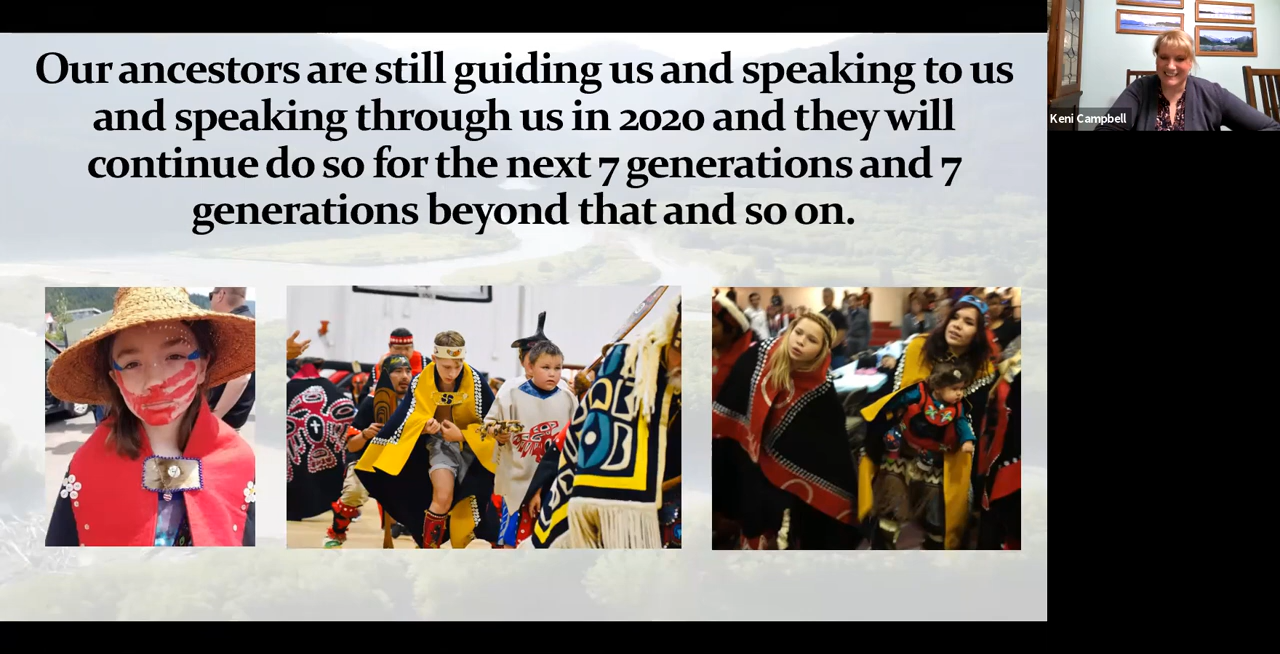 Our ancestors are still guiding us and speaking to us
and speaking through us in 2020 and they will
continue do so for the next 7 generations and 7
generations beyond that and so on.
Keni Campbell